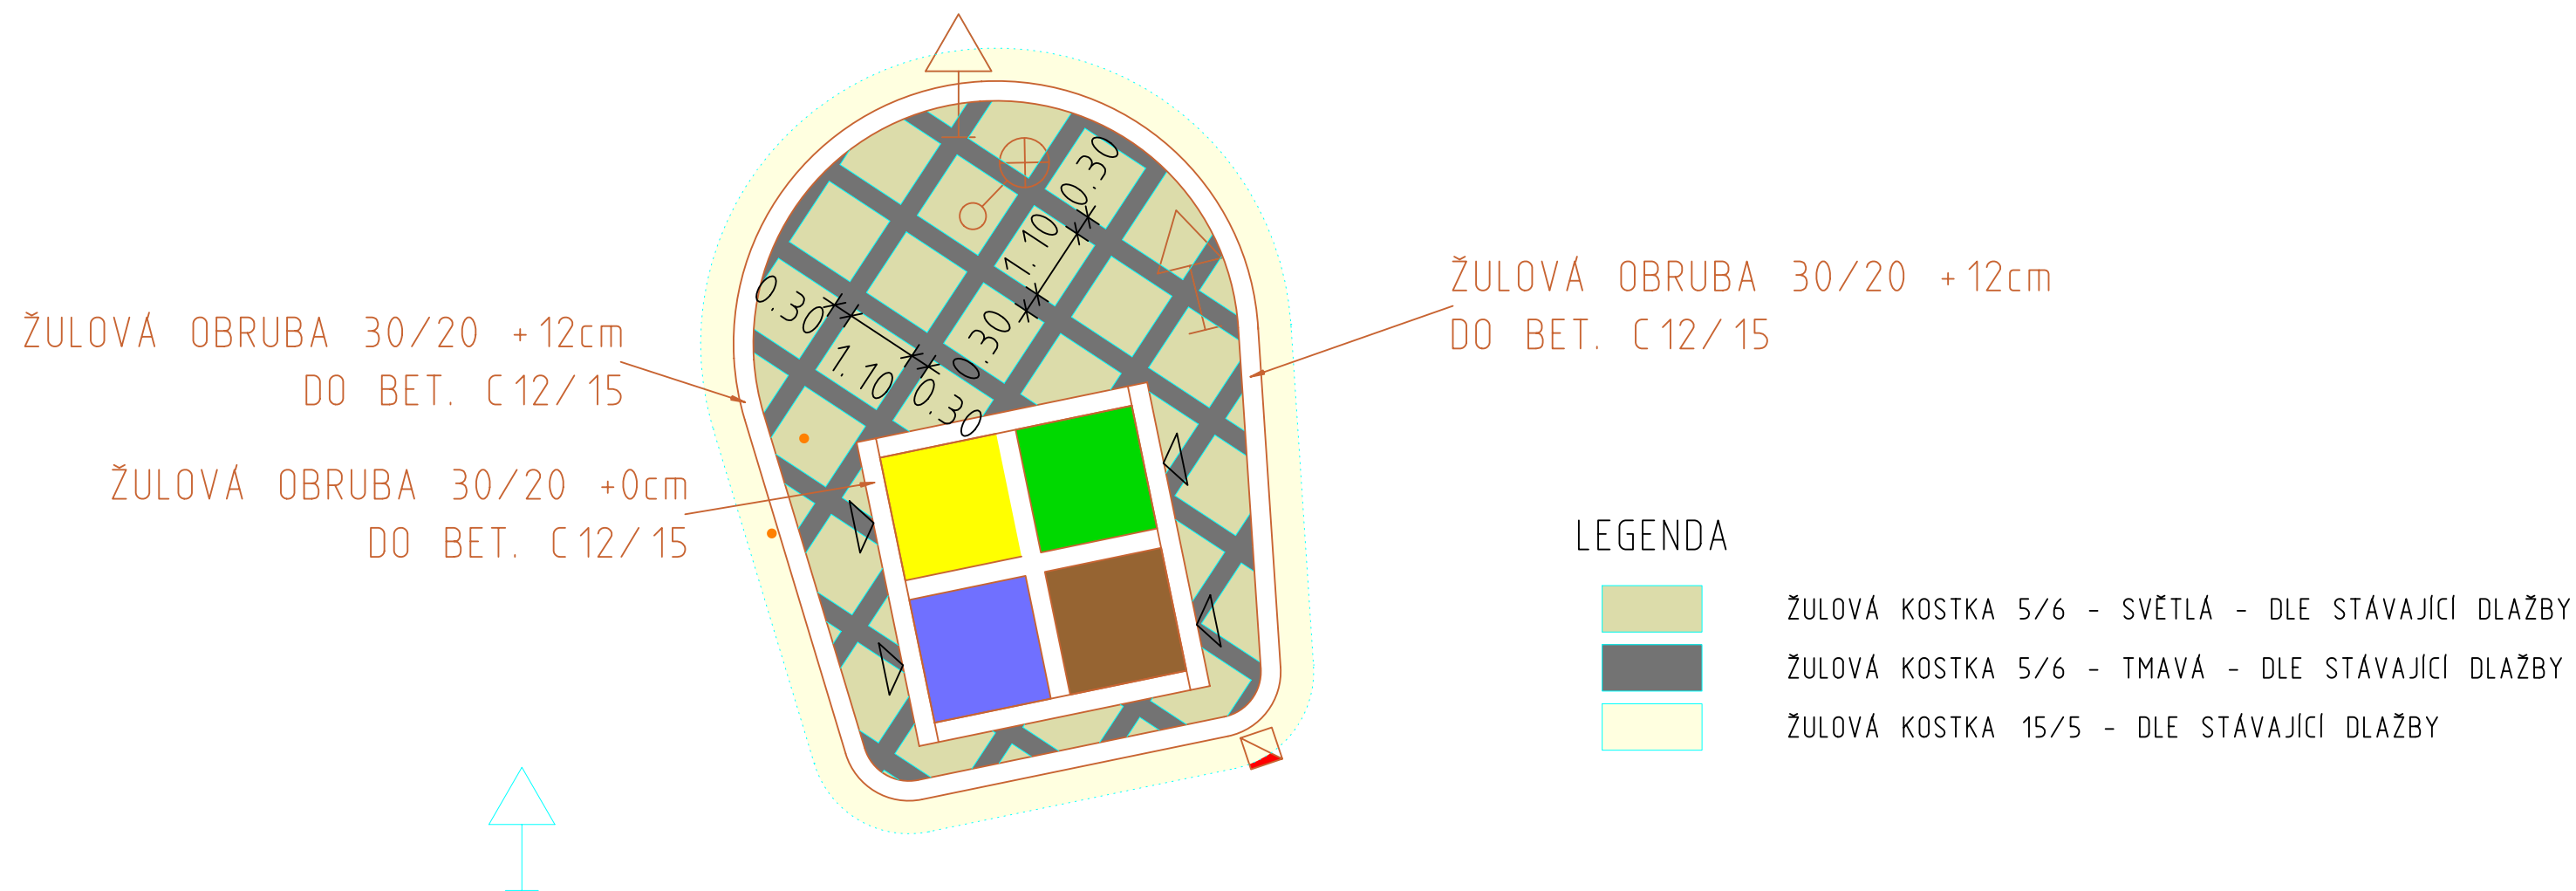 ŽULOVÁ OBRUBA 30/20 +12cm
DO BET. C12/15
ŽULOVÁ OBRUBA 30/20 +0cm
DO BET. C12/15
0.30
1.10
0.30
0.30
1.10
0.30
ŽULOVÁ OBRUBA 30/20 +12cm
DO BET. C12/15
LEGENDA
ŽULOVÁ KOSTKA 5/6 - SVĚTLÁ - DLE STÁVAJÍCÍ DLAŽBY
ŽULOVÁ KOSTKA 5/6 - TMAVÁ - DLE STÁVAJÍCÍ DLAŽBY
ŽULOVÁ KOSTKA 15/5 - DLE STÁVAJÍCÍ DLAŽBY